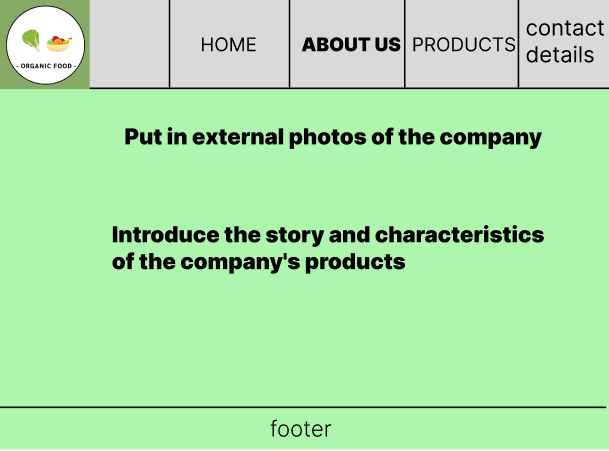 - ORGANIC FOOD -
HOME
ABOUT US
PRODUCTS
contact
details
Put in external photos of the company
Introduce the story and characteristics
of the company's products
footer